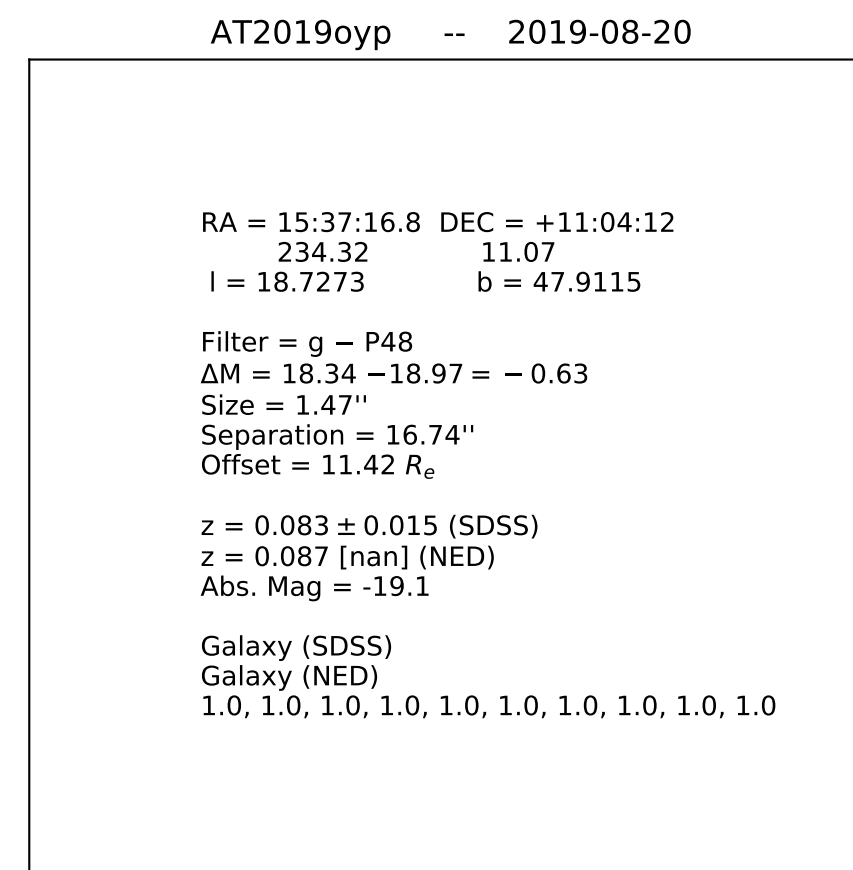 AT2019oyp -- 2019-08-20
RA = 15:37:16.8 DEC = +11:04:12
234.32 11.07
l = 18.7273 b = 47.9115
Filter = g − P48
ΔM = 18.34 −18.97 = − 0.63
Size = 1.47''
Separation = 16.74''
Offset = 11.42 Re
z = 0.083 ± 0.015 (SDSS)
z = 0.087 [nan] (NED)
Abs. Mag = -19.1
Galaxy (SDSS)
Galaxy (NED)
1.0, 1.0, 1.0, 1.0, 1.0, 1.0, 1.0, 1.0, 1.0, 1.0